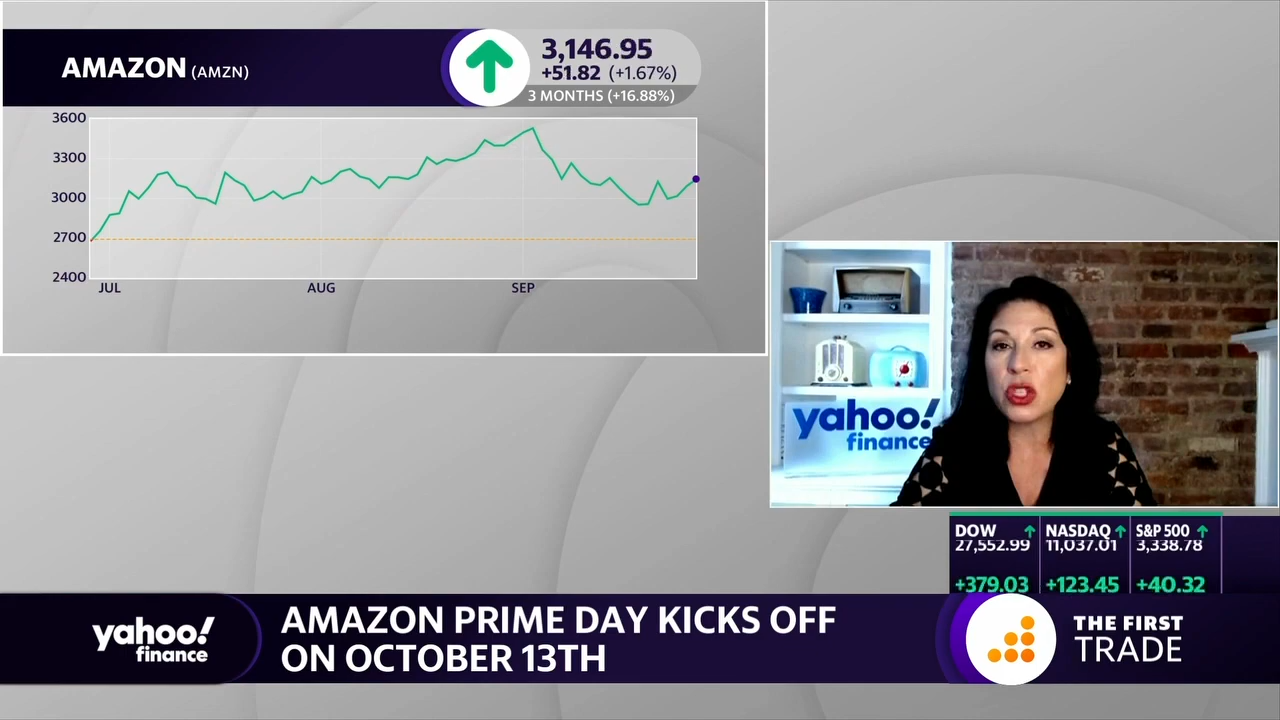 AMAZON (AMZN)
3,146.95
+51.82 (+1.67%)
3 MONTHS (+16.88%)
3600
3300
3000
2700
2400
JUL AUG SEP
yahoo!
finance
DOW NASDAQ S&P 500
27,552.99 11,037.01 3,338.78
+379.03 +123.45 +40.32
yahoo!
finance
AMAZON PRIME DAY KICKS OFF
ON OCTOBER 13TH
THE FIRST
TRADE